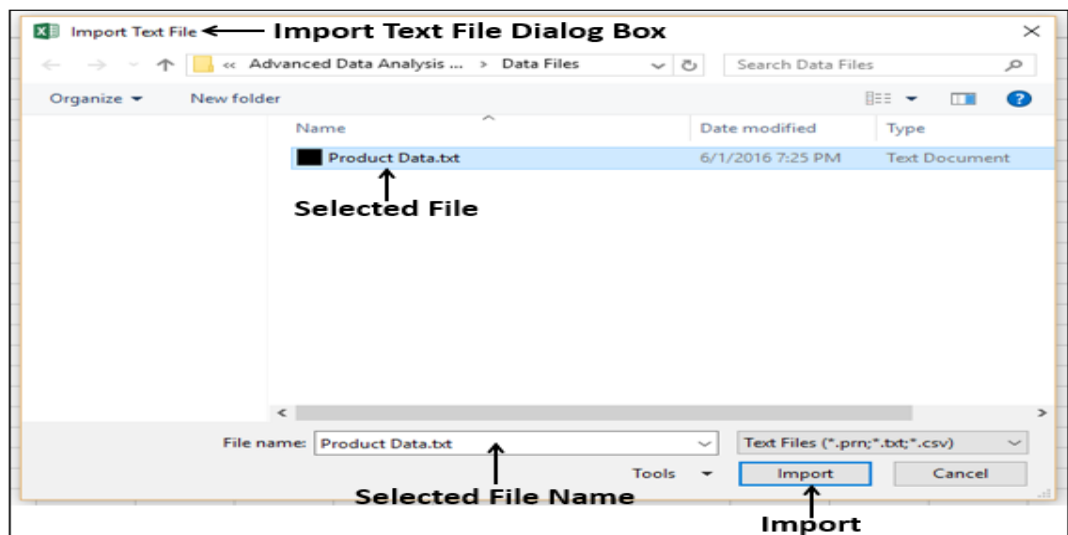 Import Text File Import Text File Dialog Box
« Advanced Data Analysis ... › Data Files Search Data Files
Organize New folder ?
Name Date modified Type
Product Data.txt 6/1/2016 7:25 PM Text Document
Selected File
File name: Product Data.txt Text Files (*.prn;*.txt;*.csv)
Tools Import Cancel
Selected File Name
Import